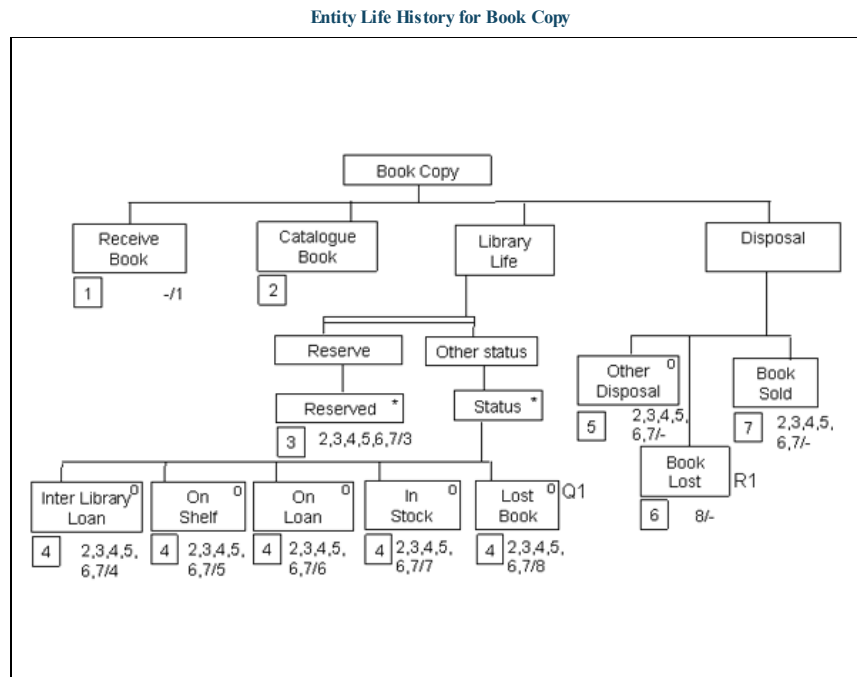 Entity Life History for Book Copy
Book Copy
Receive
Book
1
-/1
Catalogue
Book
2
Library
Life
Disposal
Reserve
Other status
Reserved *
3
2,3,4,5,6,7/3
Status *
Other 0
Disposal
5
2,3,4,5,
6,7/-
Book
Sold
7
2,3,4,5,
6,7/-
Book
Lost
R1
6
8/-
Inter Library 0
Loan
4
2,3,4,5,
6,7/4
On 0
Shelf
4
2,3,4,5,
6,7/5
On 0
Loan
4
2,3,4,5,
6,7/6
In 0
Stock
4
2,3,4,5,
6,7/7
Lost 0
Book
Q1
4
2,3,4,5,
6,7/8